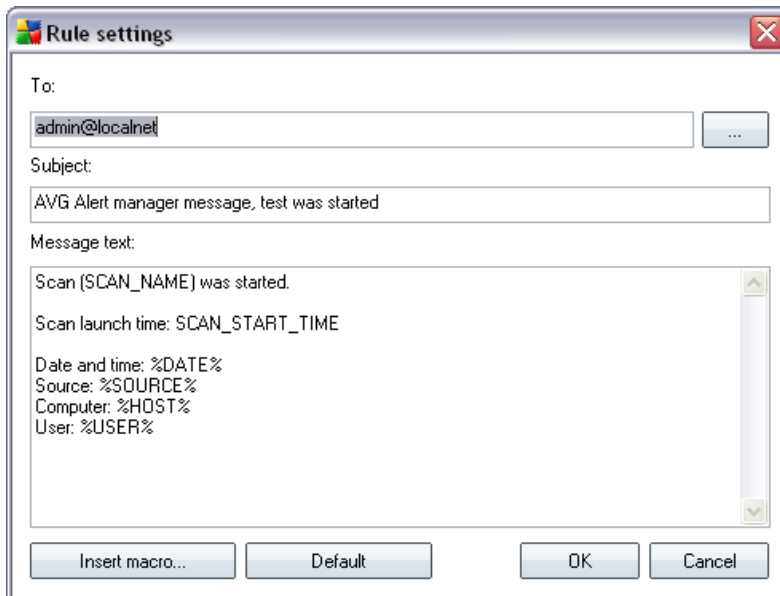 Rule settings
To:
admin@localnet
...
Subject:
AVG Alert manager message, test was started
Message text:
Scan (SCAN_NAME) was started.
Scan launch time: SCAN_START_TIME
Date and time: %DATE%
Source: %SOURCE%
Computer: %HOST%
User: %USER%
Insert macro...
Default
OK
Cancel